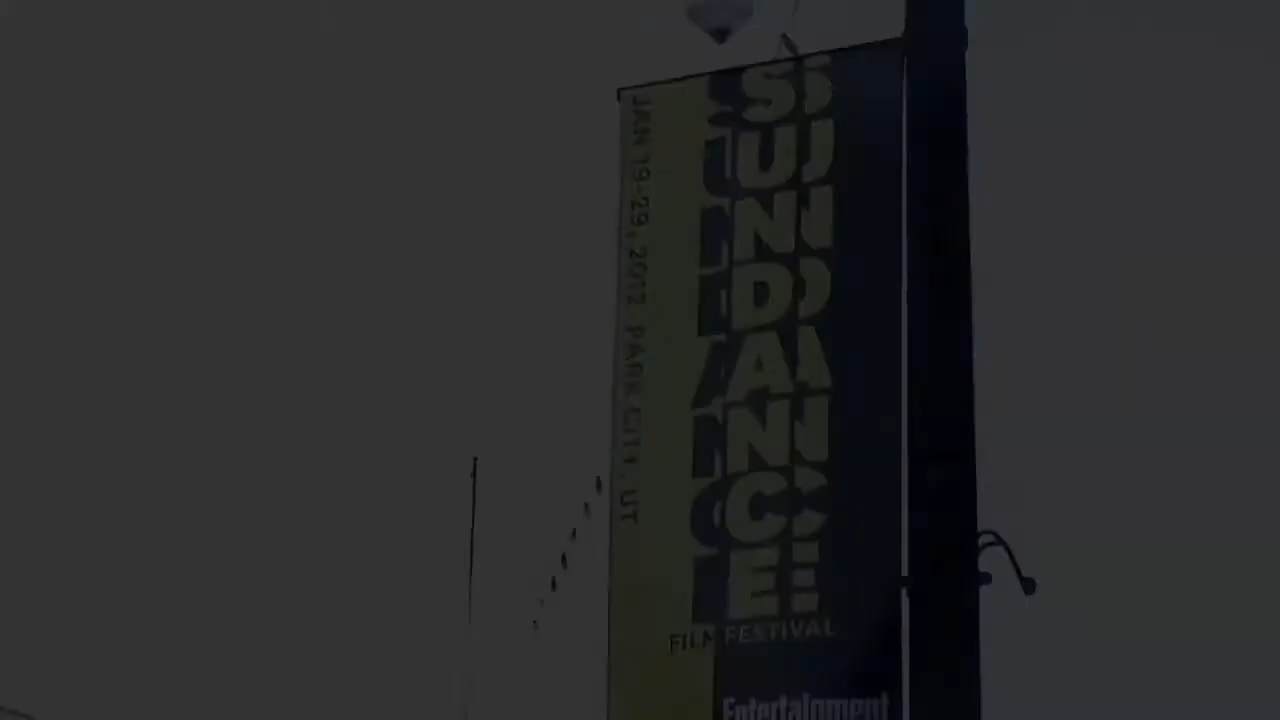 JAN 19-29, 2012 PARK CITY, UT
SUNDANCE
FILM FESTIVAL
Entertainment